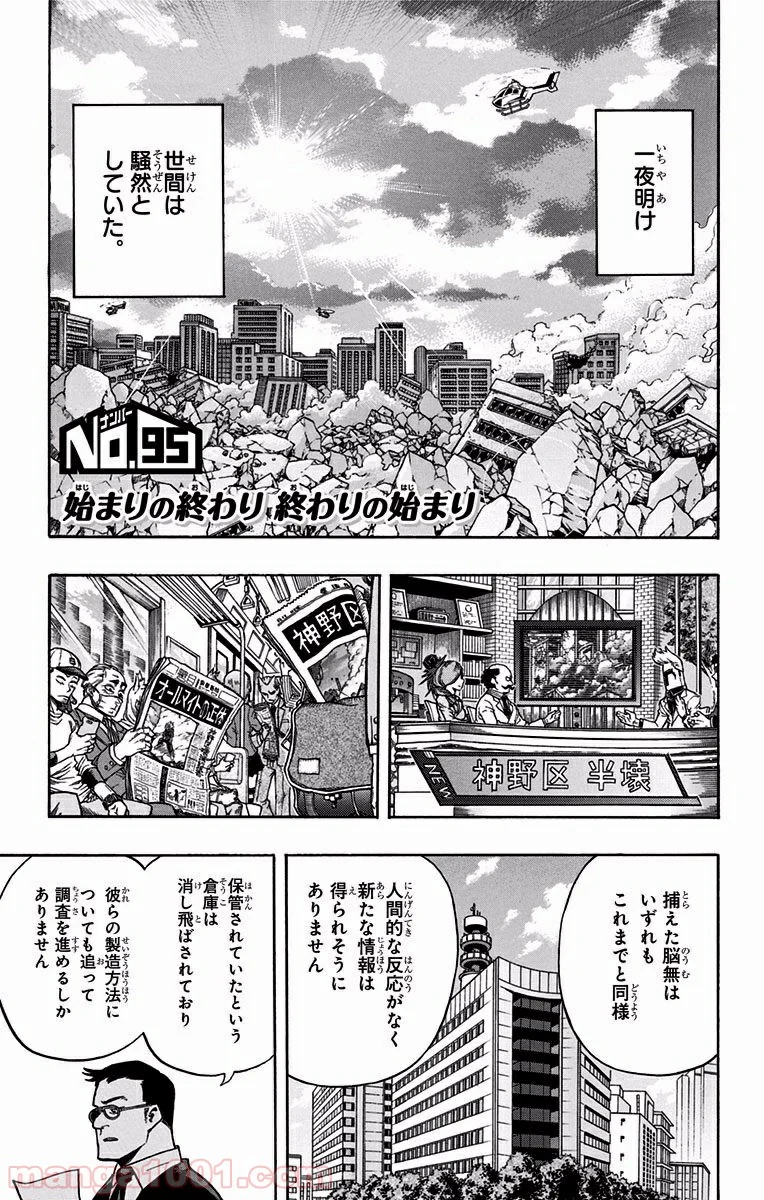 一夜明け
世間は
騒然と
していた。
No.95
ナンバー
始まりの終わり 終わりの始まり
NEW
神野区 半壊
神野区
オールマイトの正体
捕えた脳無は
いずれも
これまでと同様
人間的な反応がなく
新たな情報は
得られそうに
ありません
保管されていたという
倉庫は
消し飛ばされており
彼らの製造方法に
ついても追って
調査を進めるしか
ありません
manga1001.com